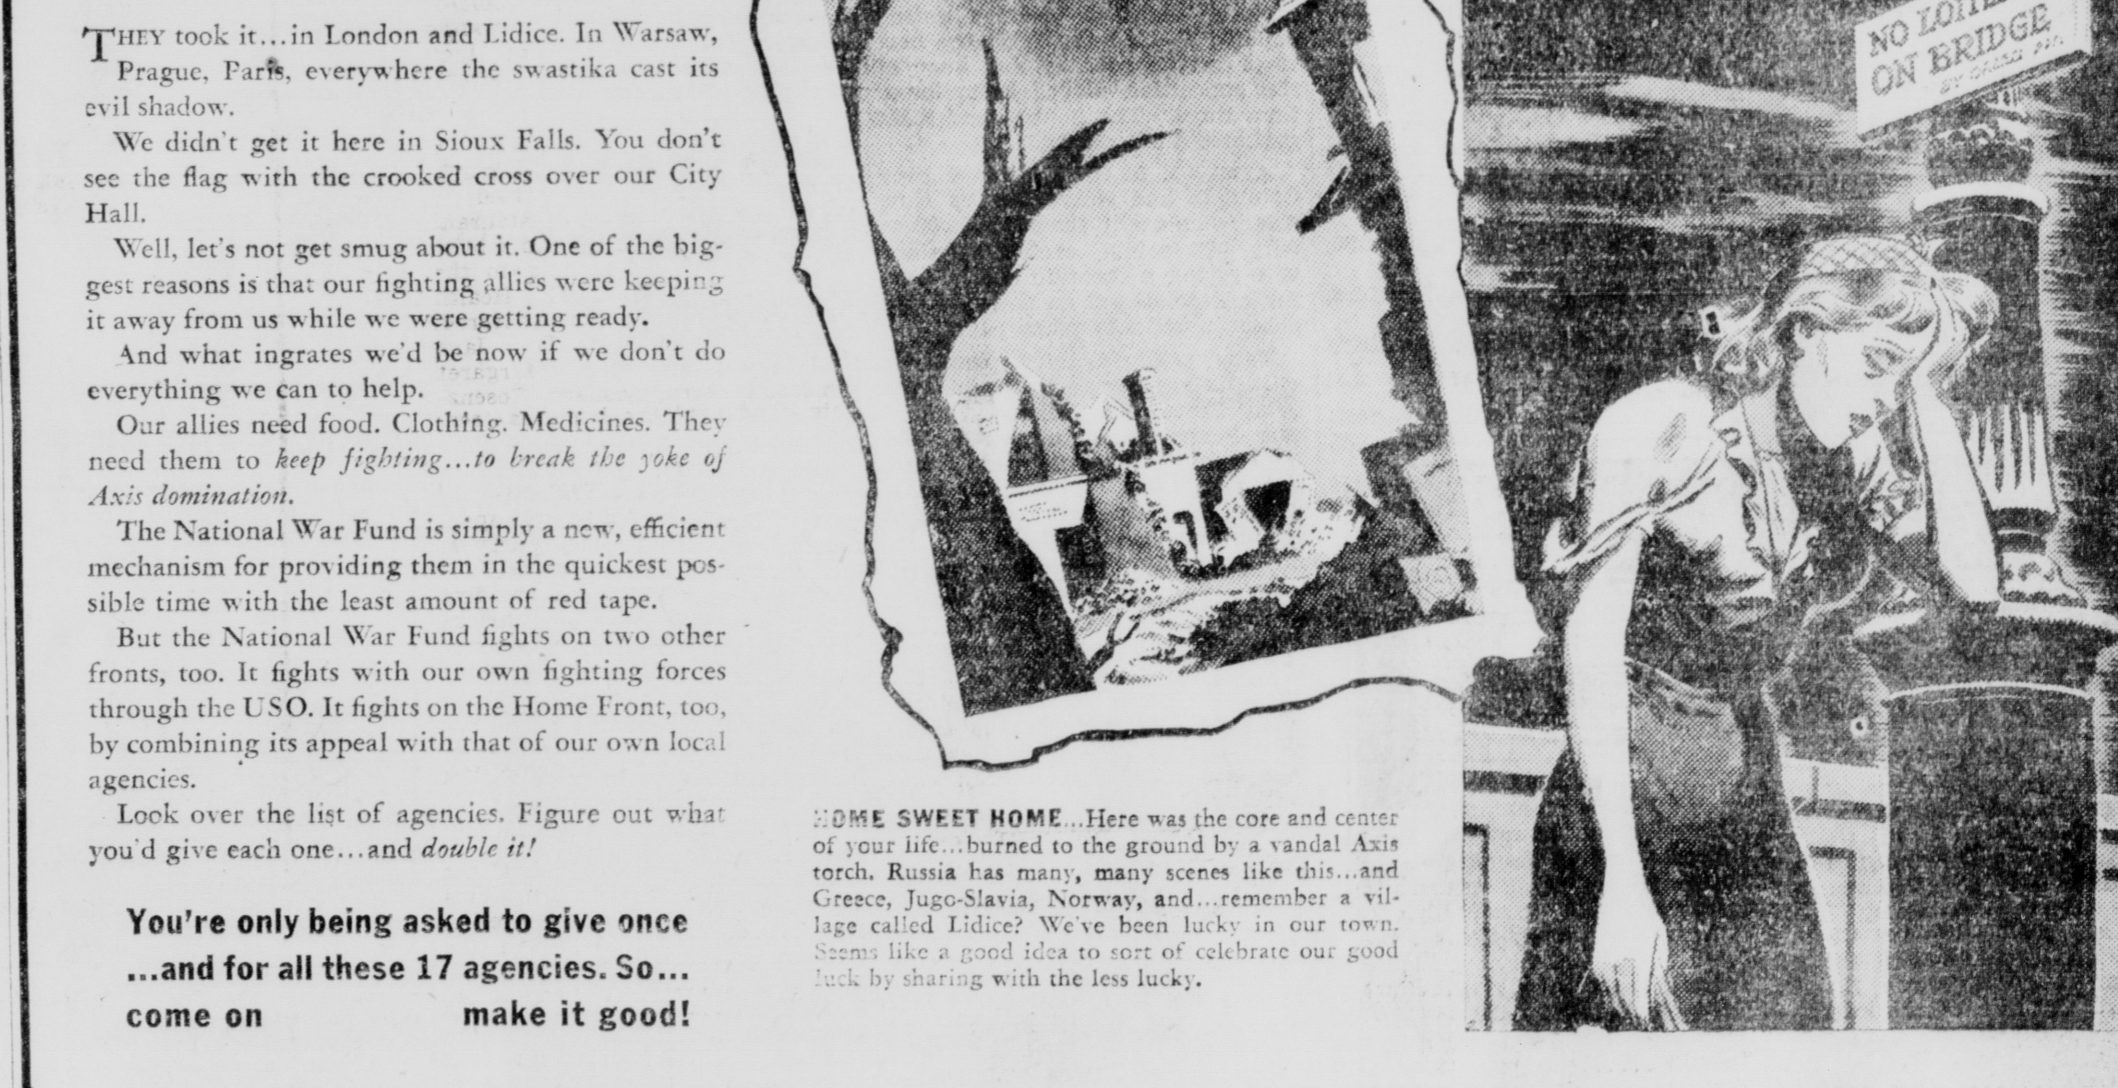 THEY took it...in London and Lidice. In Warsaw,
Prague, Paris, everywhere the swastika cast its
evil shadow.
We didn't get it here in Sioux Falls. You don't
see the flag with the crooked cross over our City
Hall.
Well, let's not get smug about it. One of the big-
gest reasons is that our fighting allies were keeping
it away from us while we were getting ready.
And what ingrates we'd be now if we don't do
everything we can to help.
Our allies need food. Clothing. Medicines. They
need them to keep fighting...to break the yoke of
Axis domination.
The National War Fund is simply a new, efficient
mechanism for providing them in the quickest pos-
sible time with the least amount of red tape.
But the National War Fund fights on two other
fronts, too. It fights with our own fighting forces
through the USO. It fights on the Home Front, too,
by combining its appeal with that of our own local
agencies.
Look over the list of agencies. Figure out what
you'd give each one...and double it!
You're only being asked to give once
...and for all these 17 agencies. So...
come on make it good!
HOME SWEET HOME...Here was the core and center
of your life...burned to the ground by a vandal Axis
torch. Russia has many, many scenes like this...and
Greece, Jugo-Slavia, Norway, and...remember a vil-
lage called Lidice? We've been lucky in our town.
Seems like a good idea to sort of celebrate our good
luck by sharing with the less lucky.
NO
ON BRIDGE